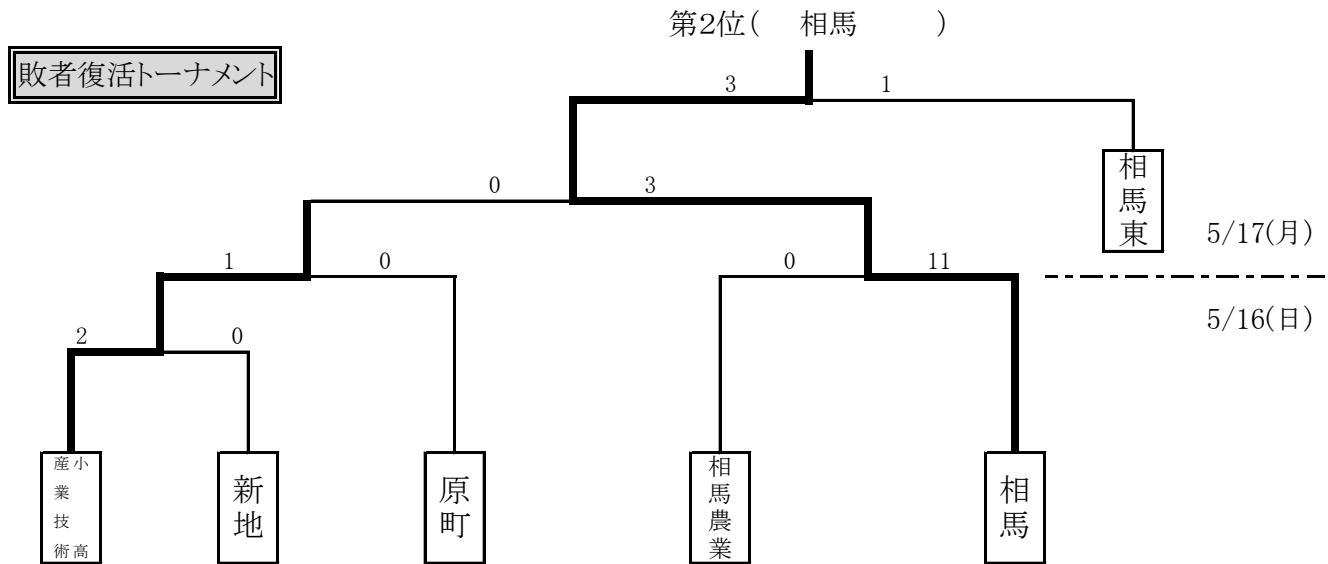 第2位( 相馬 )
敗者復活トーナメント
3
1
相馬東
0
3
5/17(月)
1
0
0
11
5/16(日)
2
0
小高
産業技術
新地
原町
相馬農業
相馬